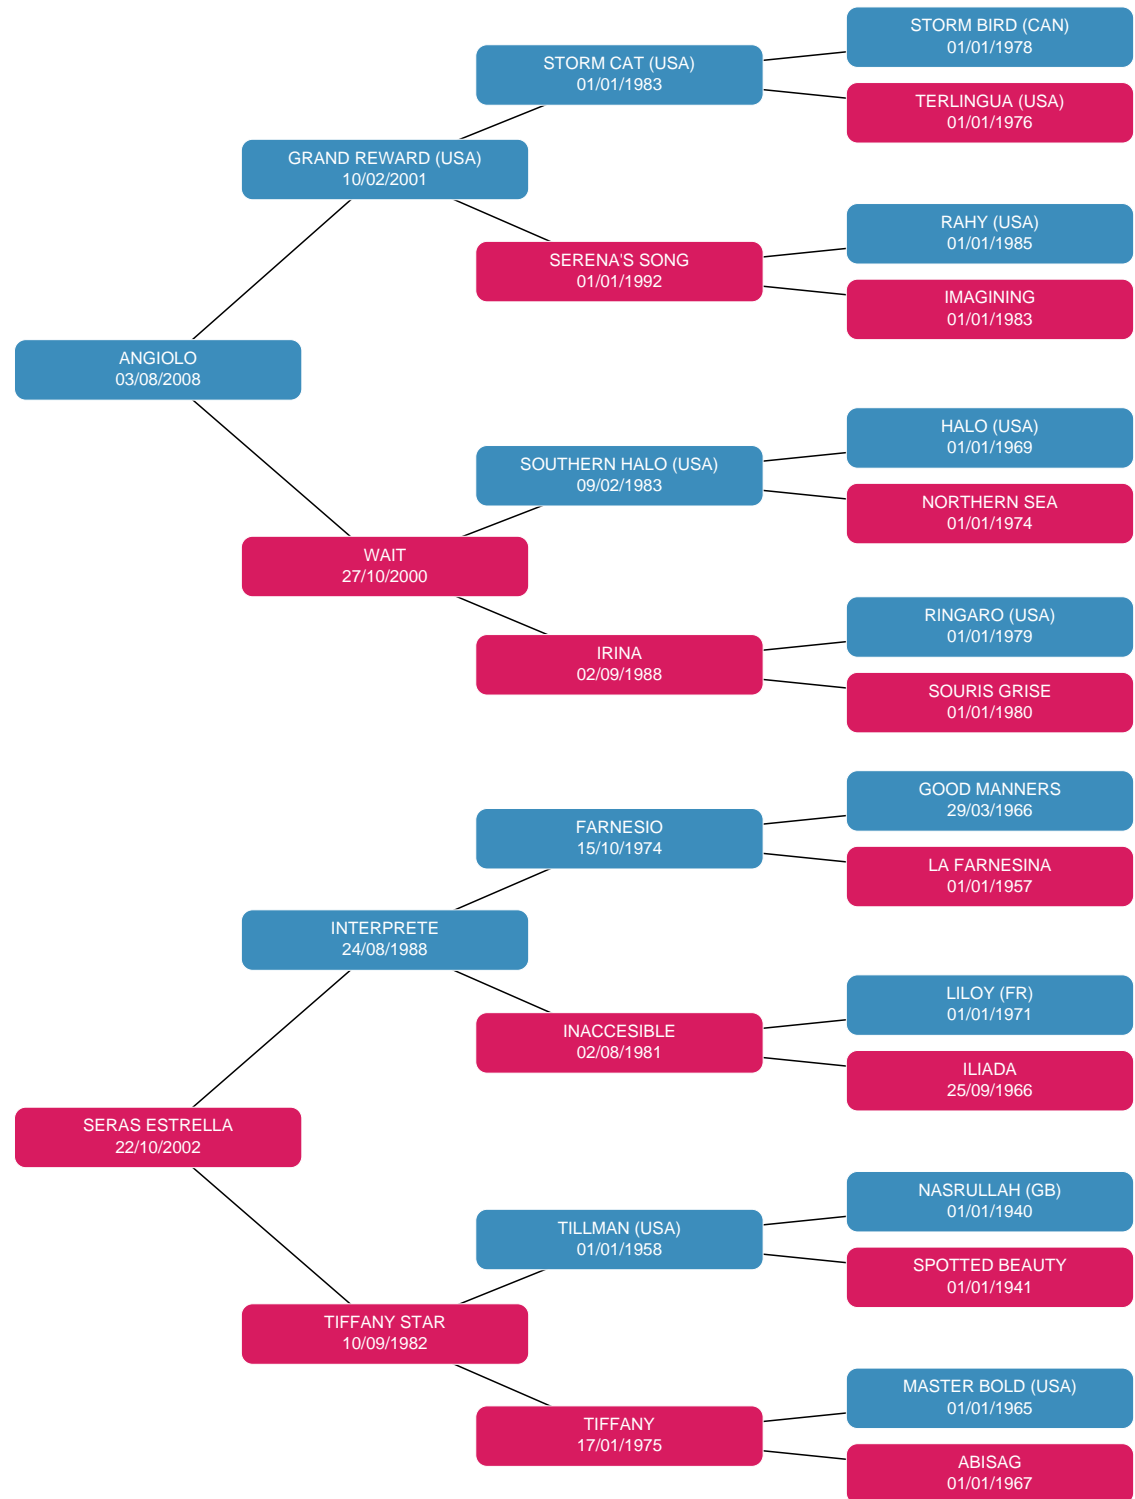 STORM BIRD (CAN)
01/01/1978
STORM CAT (USA)
01/01/1983
TERLINGUA (USA)
01/01/1976
GRAND REWARD (USA)
10/02/2001
RAHY (USA)
01/01/1985
SERENA'S SONG
01/01/1992
IMAGINING
01/01/1983
ANGIOLO
03/08/2008
HALO (USA)
01/01/1969
SOUTHERN HALO (USA)
09/02/1983
NORTHERN SEA
01/01/1974
WAIT
27/10/2000
RINGARO (USA)
01/01/1979
IRINA
02/09/1988
SOURIS GRISE
01/01/1980
GOOD MANNERS
29/03/1966
FARNESIO
15/10/1974
LA FARNESINA
01/01/1957
INTERPRETE
24/08/1988
LILOY (FR)
01/01/1971
INACCESIBLE
02/08/1981
ILIADA
25/09/1966
SERAS ESTRELLA
22/10/2002
NASRULLAH (GB)
01/01/1940
TILLMAN (USA)
01/01/1958
SPOTTED BEAUTY
01/01/1941
TIFFANY STAR
10/09/1982
MASTER BOLD (USA)
01/01/1965
TIFFANY
17/01/1975
ABISAG
01/01/1967